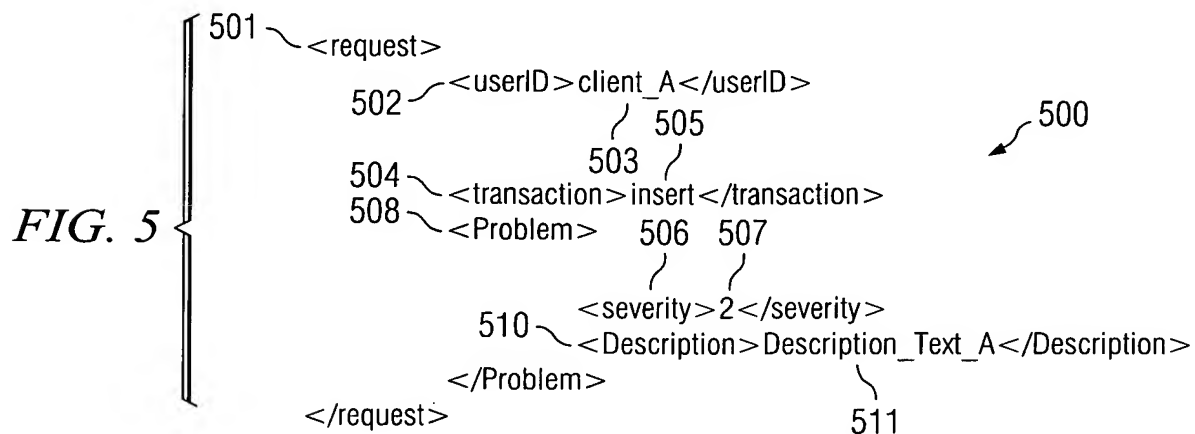 501 <request>
502 <userID>client_A</userID>
503 505
500
504 <transaction>insert</transaction>
508 <Problem>
506 507
FIG. 5
<severity>2</severity>
510 <Description>Description_Text_A</Description>
</Problem>
511
</request>